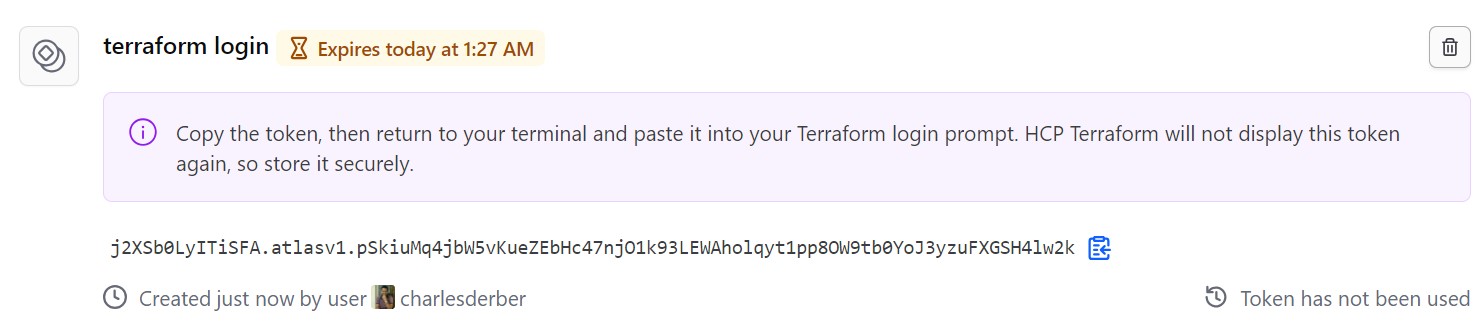 terraform login
Expires today at 1:27 AM
Copy the token, then return to your terminal and paste it into your Terraform login prompt. HCP Terraform will not display this token
again, so store it securely.
j2XSb0LyITiSFA.atlasv1.pSkiuMq4jbW5vKueZEbHc47njO1k93LEWAholqyt1pp8OW9tb0YoJ3yzuFXGSH4lw2k
Created just now by user charlesderber
Token has not been used